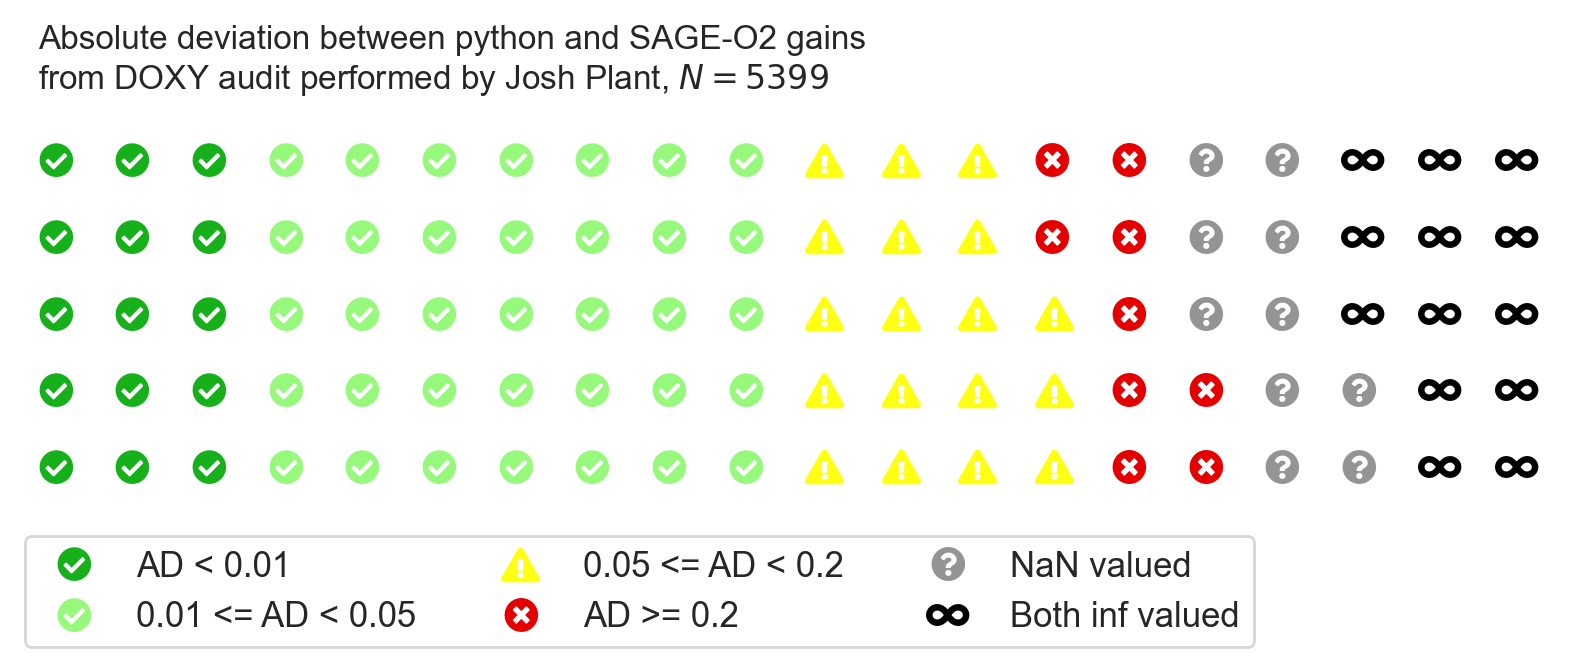 Absolute deviation between python and SAGE-O2 gains
from DOXY audit performed by Josh Plant, N = 5399
AD < 0.01
0.01 <= AD < 0.05
0.05 <= AD < 0.2
AD >= 0.2
NaN valued
Both inf valued